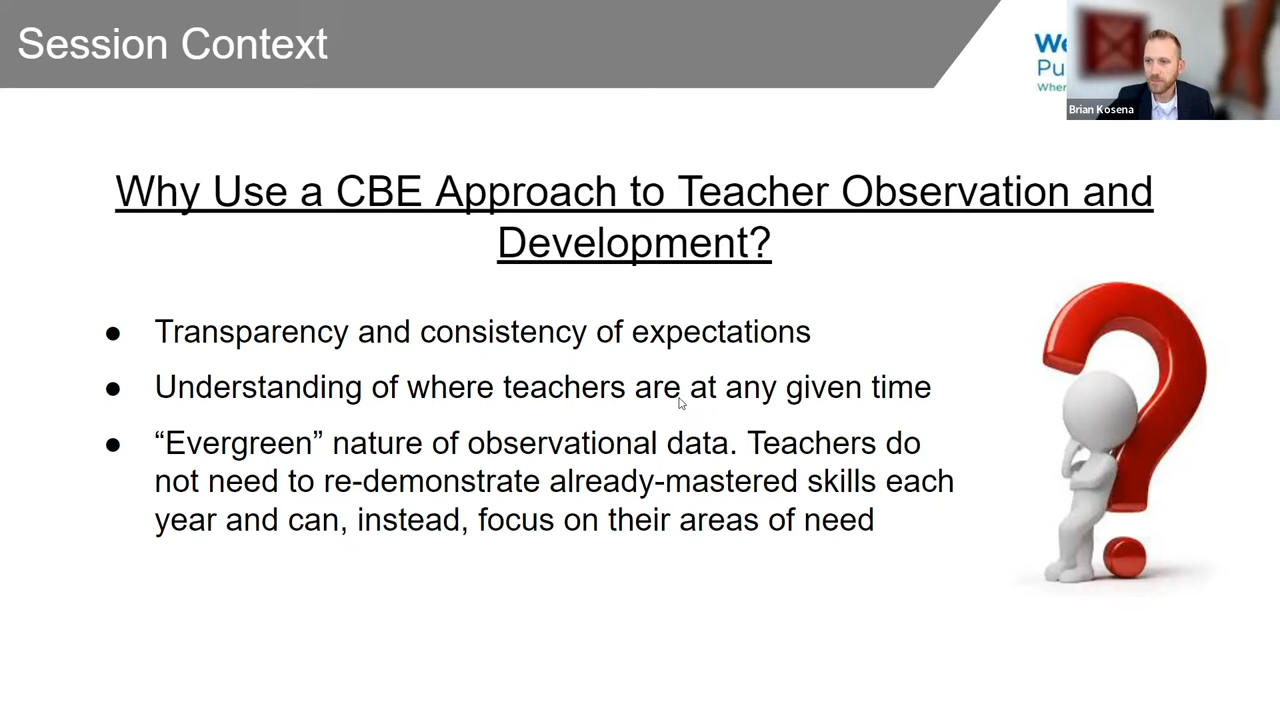 Session Context
Brian Kosena
Why Use a CBE Approach to Teacher Observation and
Development?
● Transparency and consistency of expectations
● Understanding of where teachers are at any given time
● “Evergreen” nature of observational data. Teachers do
not need to re-demonstrate already-mastered skills each
year and can, instead, focus on their areas of need